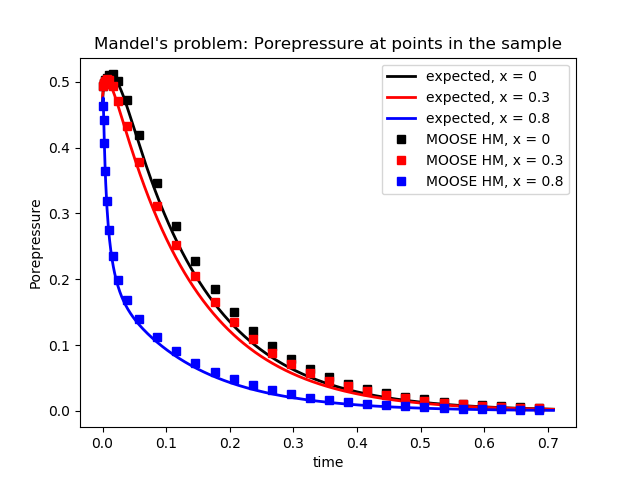 Mandel's problem: Porepressure at points in the sample
expected, x = 0
expected, x = 0.3
expected, x = 0.8
MOOSE HM, x = 0
MOOSE HM, x = 0.3
MOOSE HM, x = 0.8
Porepressure
0.5
0.4
0.3
0.2
0.1
0.0
0.0 0.1 0.2 0.3 0.4 0.5 0.6 0.7
time